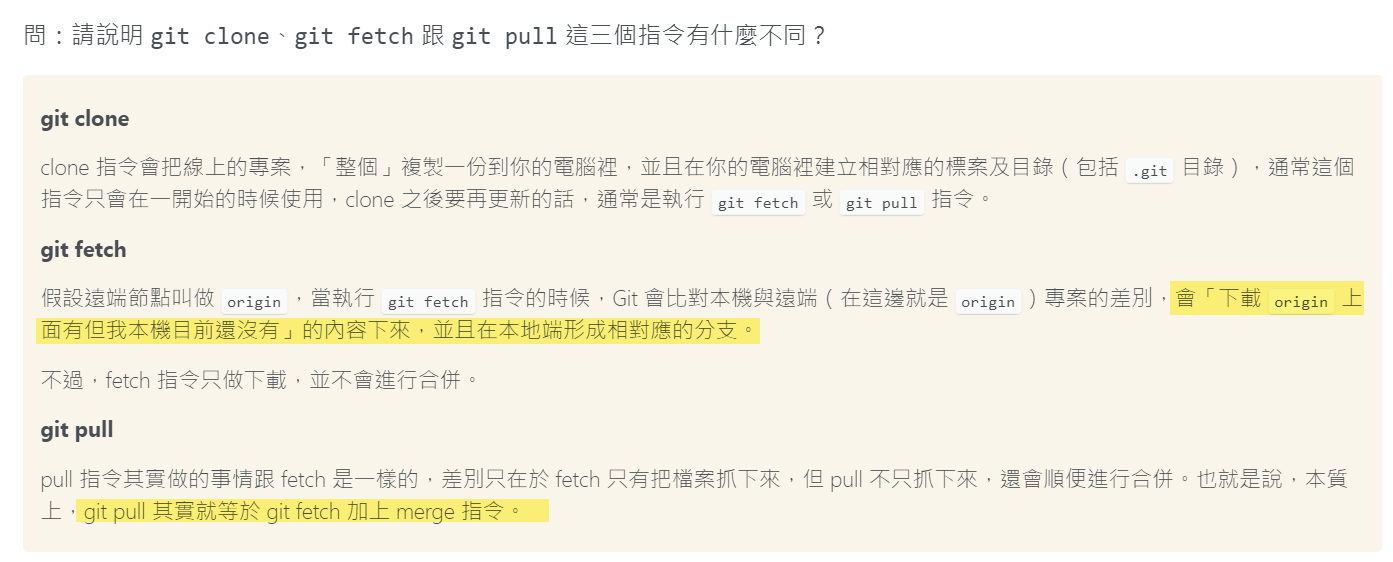 問：請說明 git clone、git fetch 跟 git pull 這三個指令有什麼不同？
git clone
clone 指令會把線上的專案，「整個」複製一份到你的電腦裡，並且在你的電腦裡建立相對應的標案及目錄（包括 .git 目錄），通常這個
指令只會在一開始的時候使用，clone 之後要再更新的話，通常是執行 git fetch 或 git pull 指令。
git fetch
假設遠端節點叫做 origin，當執行 git fetch 指令的時候，Git 會比對本機與遠端（在這邊就是 origin）專案的差別，會「下載 origin 上
面有但我本機目前還沒有」的內容下來，並且在本地端形成相對應的分支。
不過，fetch 指令只做下載，並不會進行合併。
git pull
pull 指令其實做的事情跟 fetch 是一樣的，差別只在於 fetch 只有把檔案抓下來，但 pull 不只抓下來，還會順便進行合併。也就是說，本質
上，git pull 其實就等於 git fetch 加上 merge 指令。